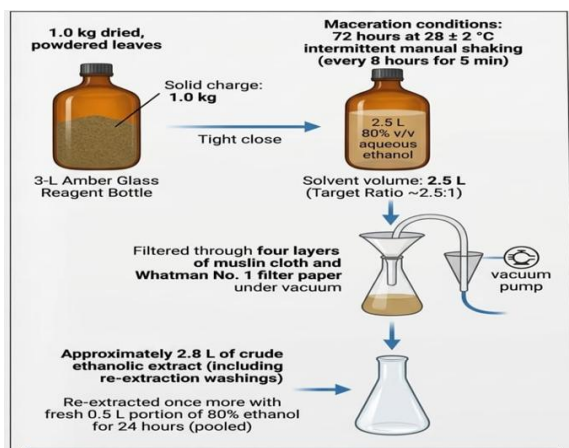 1.0 kg dried,
powdered leaves
Solid charge:
1.0 kg
Tight close
3-L Amber Glass
Reagent Bottle
Maceration conditions:
72 hours at 28 ± 2 °C
intermittent manual shaking
(every 8 hours for 5 min)
2.5 L
80% v/v
aqueous
ethanol
Solvent volume: 2.5 L
(Target Ratio ~2.5:1)
Filtered through four layers
of muslin cloth and
Whatman No. 1 filter paper
under vacuum
vacuum
pump
Approximately 2.8 L of crude
ethanolic extract (including
re-extraction washings)
Re-extracted once more with
fresh 0.5 L portion of 80% ethanol
for 24 hours (pooled)